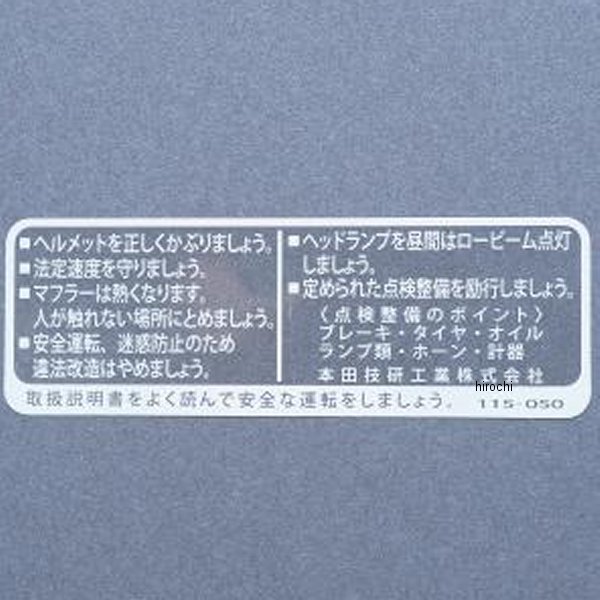 ■ヘルメットを正しくかぶりましょう。
■法定速度を守りましょう。
■マフラーは熱くなります。
人が触れない場所にとめましょう。
■安全運転、迷惑防止のため
違法改造はやめましょう。
■ヘッドランプを昼間はロービーム点灯
しましょう。
■定められた点検整備を励行しましょう。
〈点検整備のポイント〉
ブレーキ・タイヤ・オイル
ランプ類・ホーン・計器
本田技研工業株式会社
hirochi
取扱説明書をよく読んで安全な運転をしましょう。 115-050